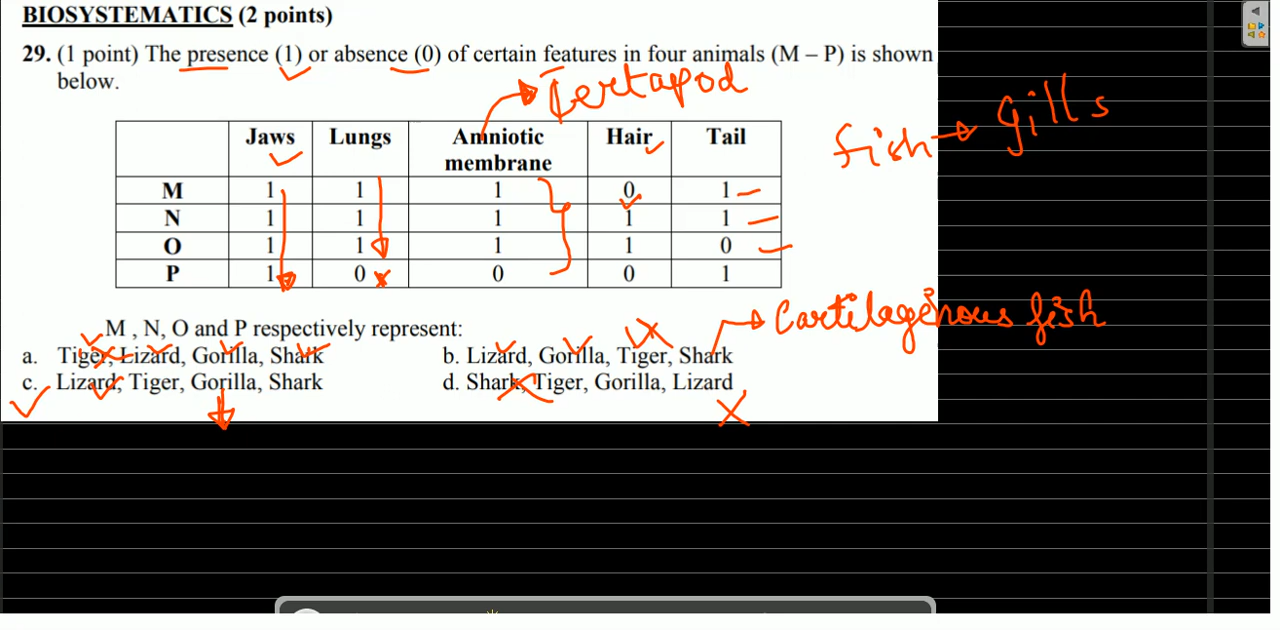 BIOSYSTEMATICS (2 points)
29. (1 point) The presence (1) or absence (0) of certain features in four animals (M – P) is shown
below.
Tertapod
fish → Gills
Jaws Lungs Amniotic membrane Hair Tail
M 1 1 1 0 1
N 1 1 1 1 1
O 1 1 1 1 0
P 1 0 0 0 1
Cartilagenous fish
M , N, O and P respectively represent:
a. Tiger, Lizard, Gorilla, Shark b. Lizard, Gorilla, Tiger, Shark
c. Lizard, Tiger, Gorilla, Shark d. Shark, Tiger, Gorilla, Lizard